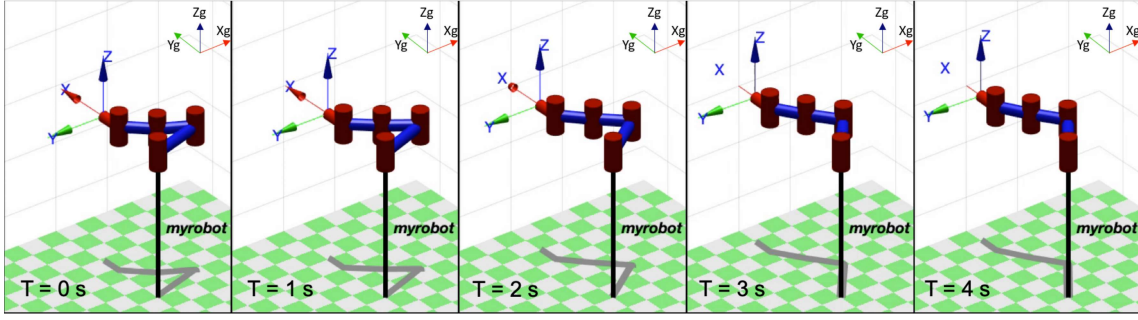 Zg
Xg
Yg
Z
X
Y
myrobot
T = 0 s
Zg
Xg
Yg
Z
X
Y
myrobot
T = 1 s
Zg
Xg
Yg
Z
X
Y
myrobot
T = 2 s
Zg
Xg
Yg
Z
X
Y
myrobot
T = 3 s
Zg
Xg
Yg
Z
X
Y
myrobot
T = 4 s